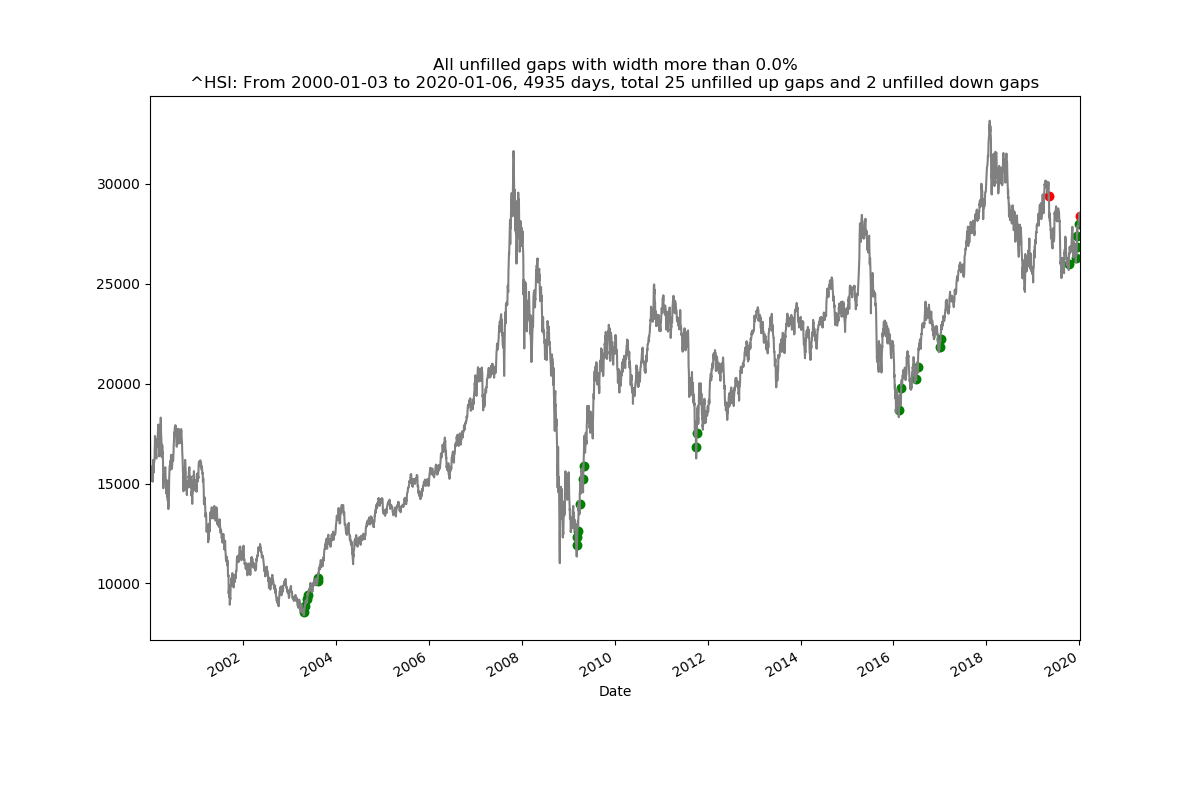 All unfilled gaps with width more than 0.0%
^HSI: From 2000-01-03 to 2020-01-06, 4935 days, total 25 unfilled up gaps and 2 unfilled down gaps
30000
25000
20000
15000
10000
2002 2004 2006 2008 2010 2012 2014 2016 2018 2020
Date